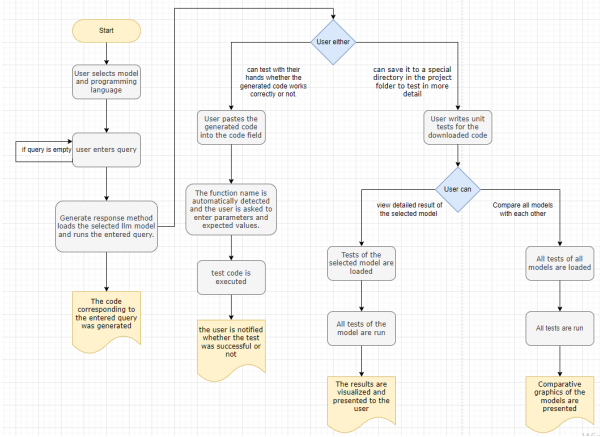 Start
User selects model
and programming
language
if query is empty
user enters query
Generate response method
loads the selected llm model
and runs the entered query.
The code
corresponding to
the entered query
was generated
User either
can test with their
hands whether the
generated code works
correctly or not.
User pastes the
generated code
into the code field
The function name is
automatically detected
and the user is asked to
enter parameters and
expected values.
test code is
executed
the user is notified
whether the test
was successful or
not
can save it to a special
directory in the project
folder to test in more
detail
User writes unit
tests for the
downloaded code
User can
view detailed result of
the selected model
Tests of the
selected model are
loaded
All tests of the
model are run
The results are
visualized and
presented to the
user
Compare all models
with each other
All tests of all
models are loaded
All tests are run
Comparative
graphics of the
models are
presented